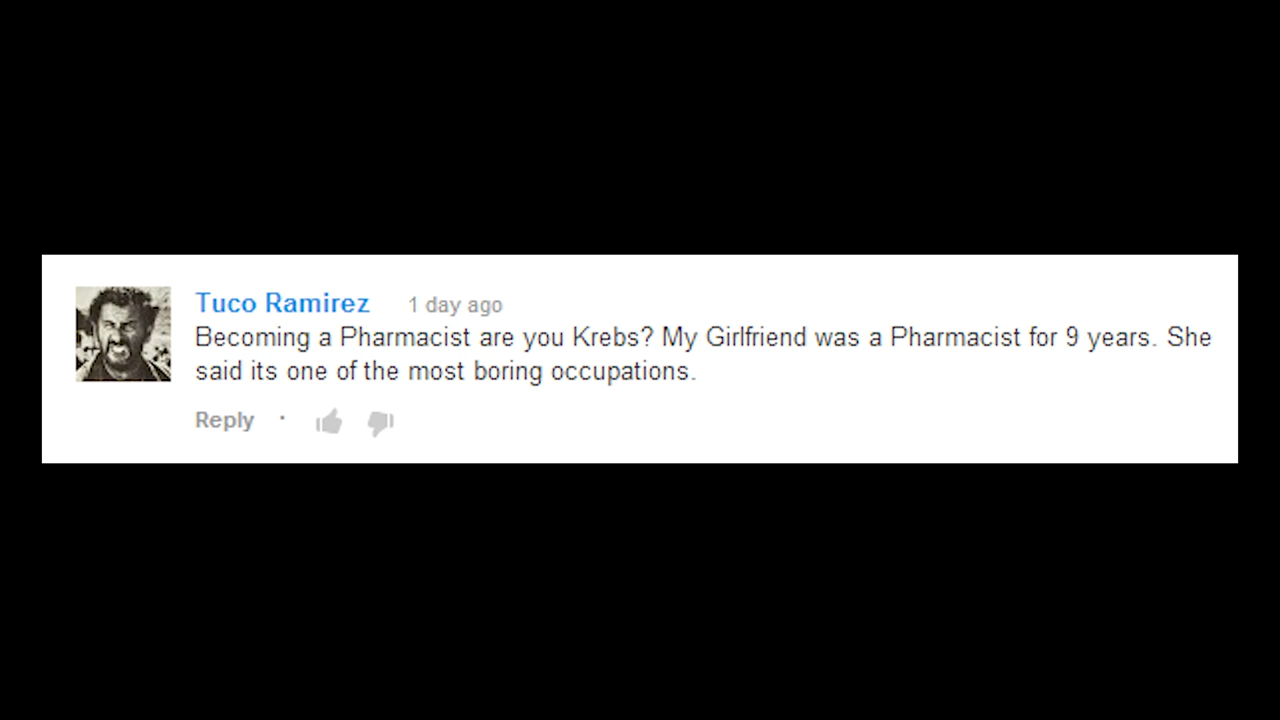 Tuco Ramirez 1 day ago
Becoming a Pharmacist are you Krebs? My Girlfriend was a Pharmacist for 9 years. She
said its one of the most boring occupations.
Reply ·